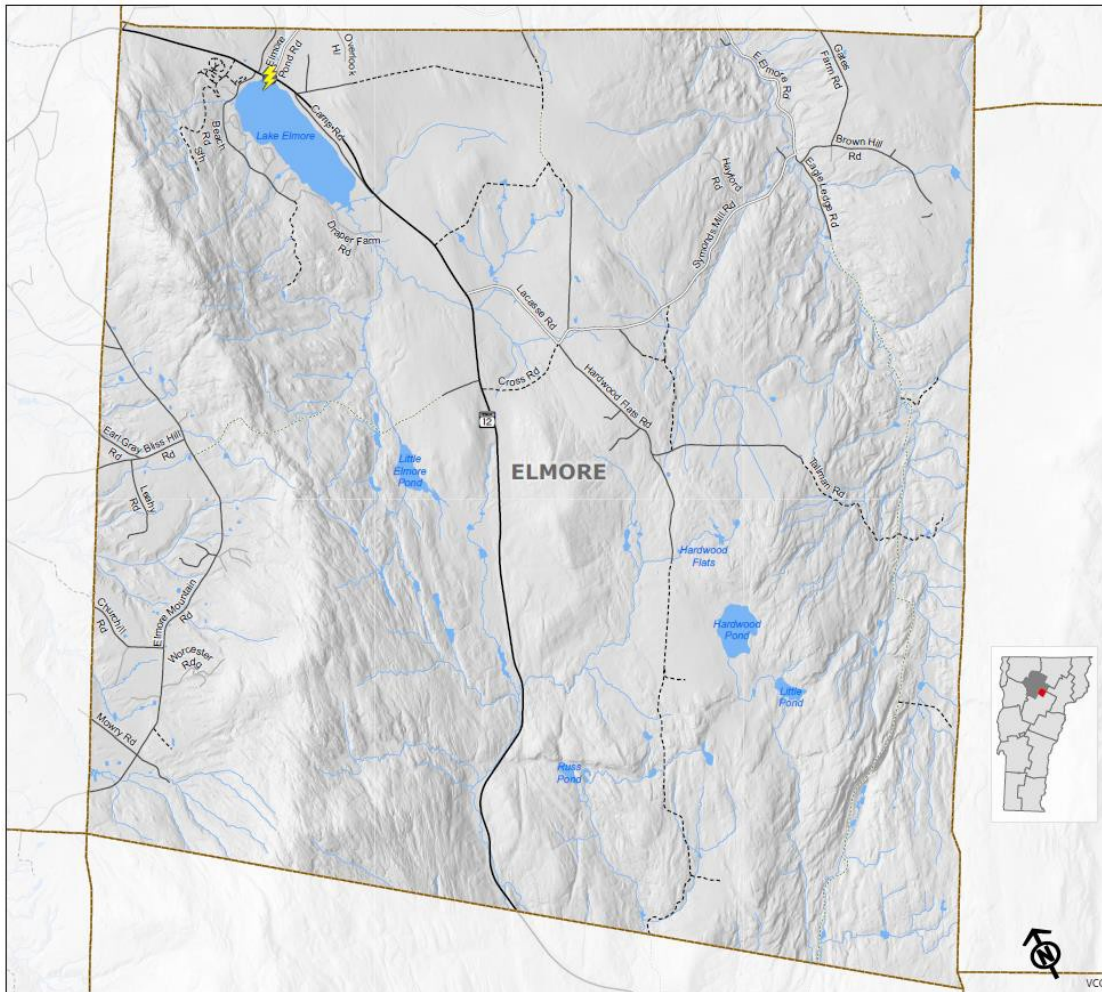 Elmore
Pond Rd
Overlook
Hl
E Elmore Rd
Gates
Farm Rd
Beach
Rd
5th
Lake Elmore
Camp Rd
Brown Hill
Rd
Hayford
Rd
Eagle Ledge Rd
Draper Farm
Rd
Symonds Mill Rd
Lacasse Rd
Cross Rd
Hardwood Flats Rd
12
Earl Gray
Rd
Bliss Hill
Rd
Little
Elmore
Pond
ELMORE
Tallman Rd
Leahy
Rd
Hardwood
Flats
Churchill
Rd
Elmore Mountain
Rd
Hardwood
Pond
Worcester
Rdg
Little
Pond
Mowry Rd
Russ
Pond
N